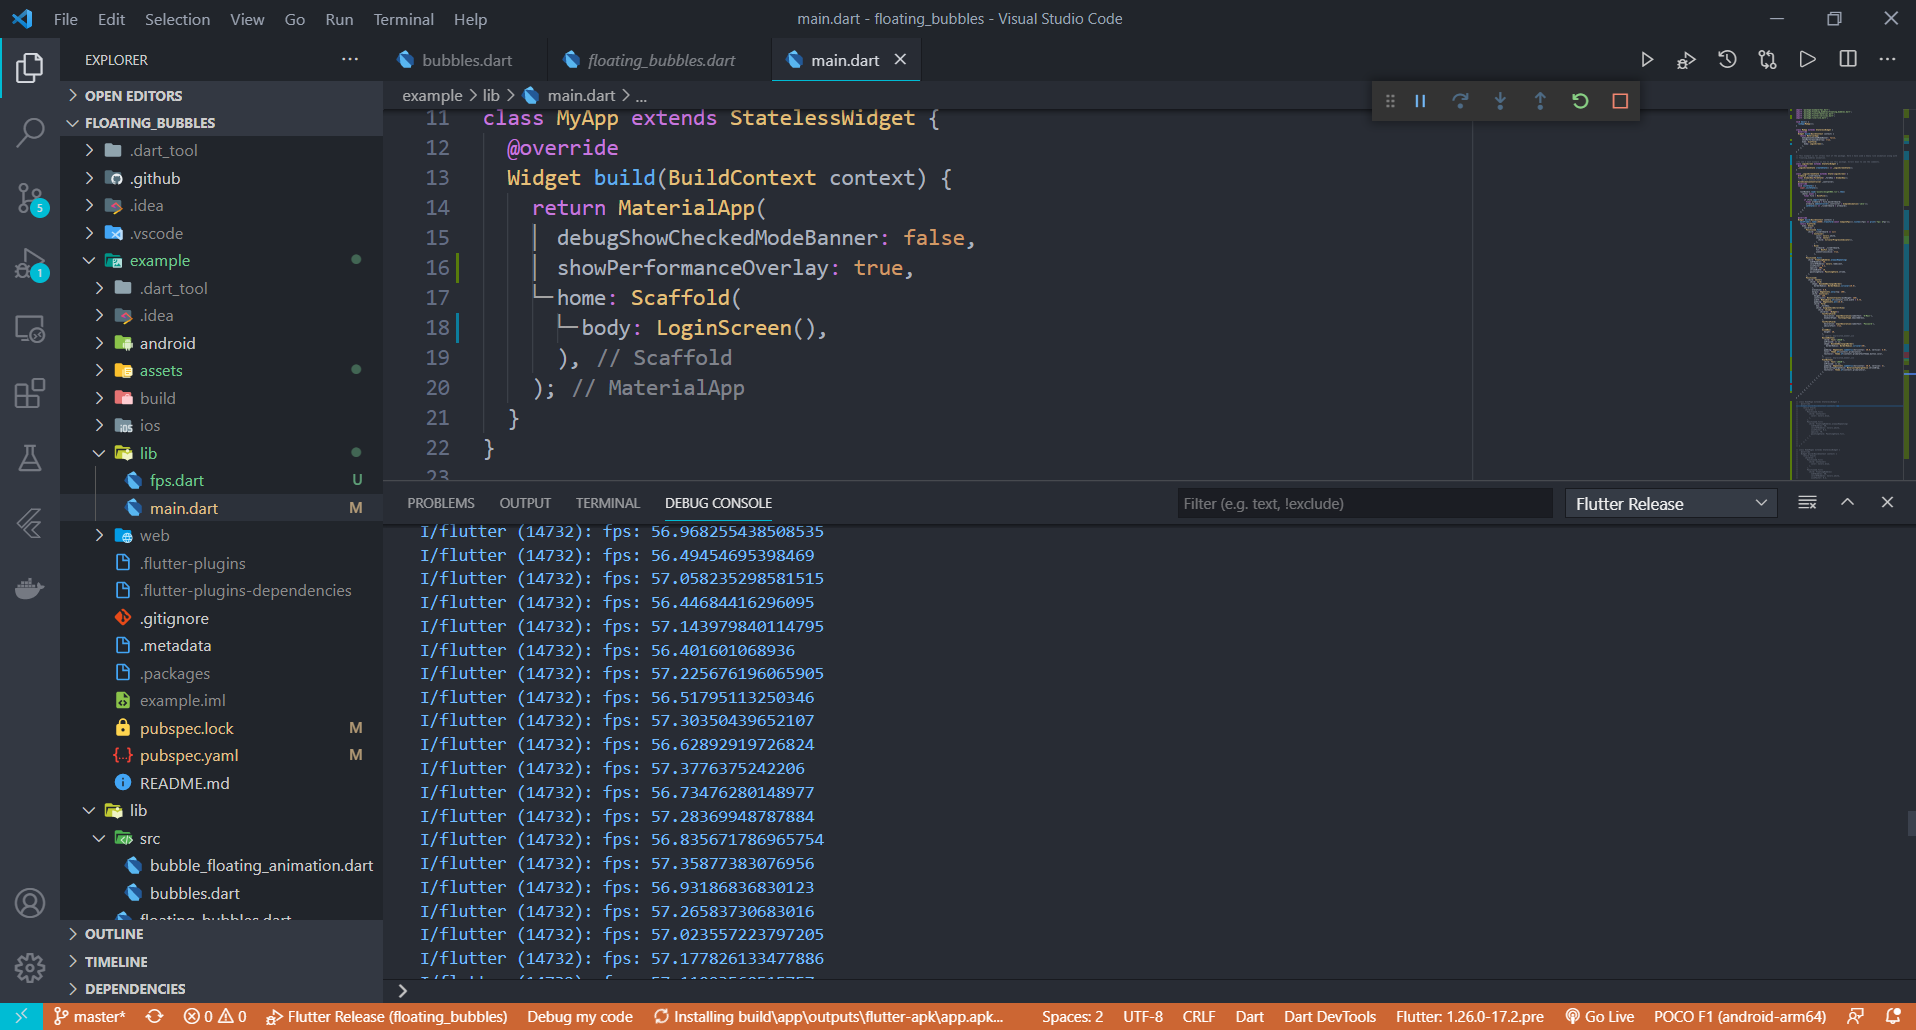 File Edit Selection View Go Run Terminal Help
main.dart - floating_bubbles - Visual Studio Code
EXPLORER
bubbles.dart
floating_bubbles.dart
main.dart
OPEN EDITORS
FLOATING_BUBBLES
.dart_tool
.github
.idea
.vscode
example
.dart_tool
.idea
android
assets
build
ios
lib
fps.dart U
main.dart M
web
.flutter-plugins
.flutter-plugins-dependencies
.gitignore
.metadata
.packages
example.iml
pubspec.lock M
pubspec.yaml M
README.md
lib
src
bubble_floating_animation.dart
bubbles.dart
floating_bubbles.dart
OUTLINE
TIMELINE
DEPENDENCIES
5
1
example > lib > main.dart > ...
11 class MyApp extends StatelessWidget {
12 @override
13 Widget build(BuildContext context) {
14 return MaterialApp(
15 debugShowCheckedModeBanner: false,
16 showPerformanceOverlay: true,
17 home: Scaffold(
18 body: LoginScreen(),
19 ), // Scaffold
20 ); // MaterialApp
21 }
22 }
23
PROBLEMS OUTPUT TERMINAL DEBUG CONSOLE
Filter (e.g. text, !exclude)
Flutter Release
I/flutter (14732): fps: 56.968255438508535
I/flutter (14732): fps: 56.49454695398469
I/flutter (14732): fps: 57.058235298581515
I/flutter (14732): fps: 56.44684416296095
I/flutter (14732): fps: 57.143979840114795
I/flutter (14732): fps: 56.401601068936
I/flutter (14732): fps: 57.225676196065905
I/flutter (14732): fps: 56.51795113250346
I/flutter (14732): fps: 57.30350439652107
I/flutter (14732): fps: 56.62892919726824
I/flutter (14732): fps: 57.3776375242206
I/flutter (14732): fps: 56.73476280148977
I/flutter (14732): fps: 57.28369948787884
I/flutter (14732): fps: 56.835671786965754
I/flutter (14732): fps: 57.35877383076956
I/flutter (14732): fps: 56.93186836830123
I/flutter (14732): fps: 57.26583730683016
I/flutter (14732): fps: 57.023557223797205
I/flutter (14732): fps: 57.177826133477886
master* 0 0 Flutter Release (floating_bubbles) Debug my code Installing build\app\outputs\flutter-apk\app.apk... Spaces: 2 UTF-8 CRLF Dart Dart DevTools Flutter: 1.26.0-17.2.pre Go Live POCO F1 (android-arm64)